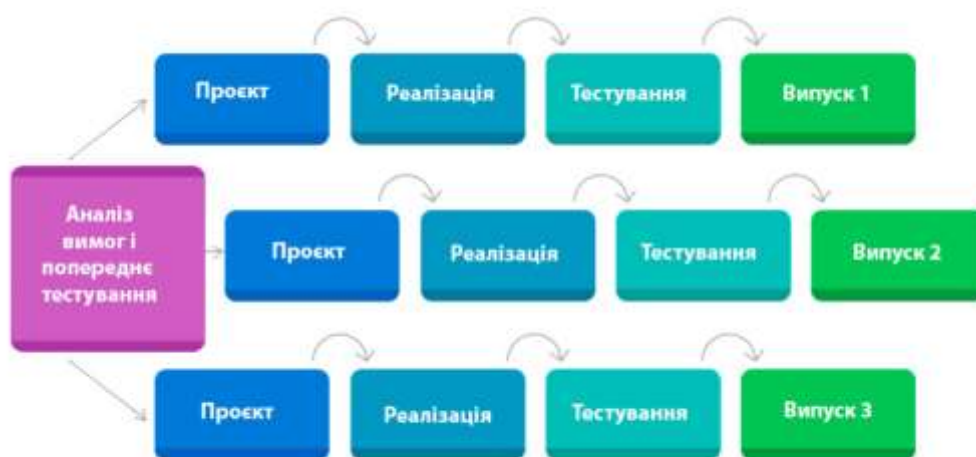 Проєкт
Реалізація
Тестування
Випуск 1
Аналіз
вимог і
попереднє
тестування
Проєкт
Реалізація
Тестування
Випуск 2
Проєкт
Реалізація
Тестування
Випуск 3